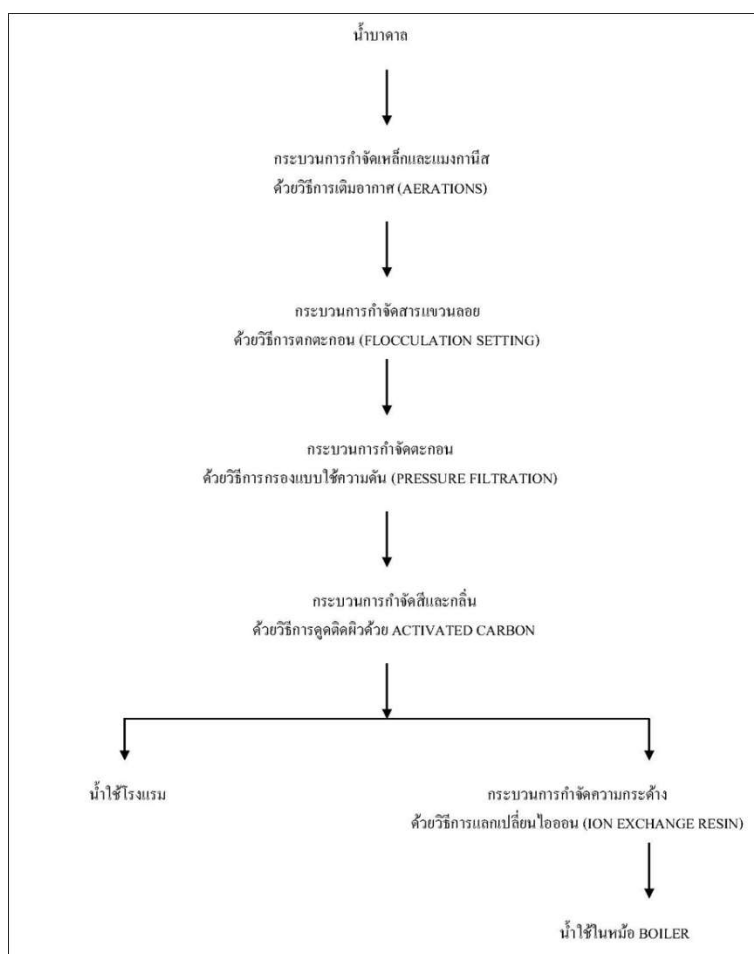 น้ำบาดาล
กระบวนการกำจัดเหล็กและแมงกานีส
ด้วยวิธีการเติมอากาศ (AERATIONS)
กระบวนการกำจัดสารแขวนลอย
ด้วยวิธีการตกตะกอน (FLOCCULATION SETTING)
กระบวนการกำจัดตะกอน
ด้วยวิธีการกรองแบบใช้ความดัน (PRESSURE FILTRATION)
กระบวนการกำจัดสีและกลิ่น
ด้วยวิธีการดูดติดผิวด้วย ACTIVATED CARBON
น้ำใช้โรงแรม
กระบวนการกำจัดความกระด้าง
ด้วยวิธีการแลกเปลี่ยนไอออน (ION EXCHANGE RESIN)
น้ำใช้ในหม้อ BOILER